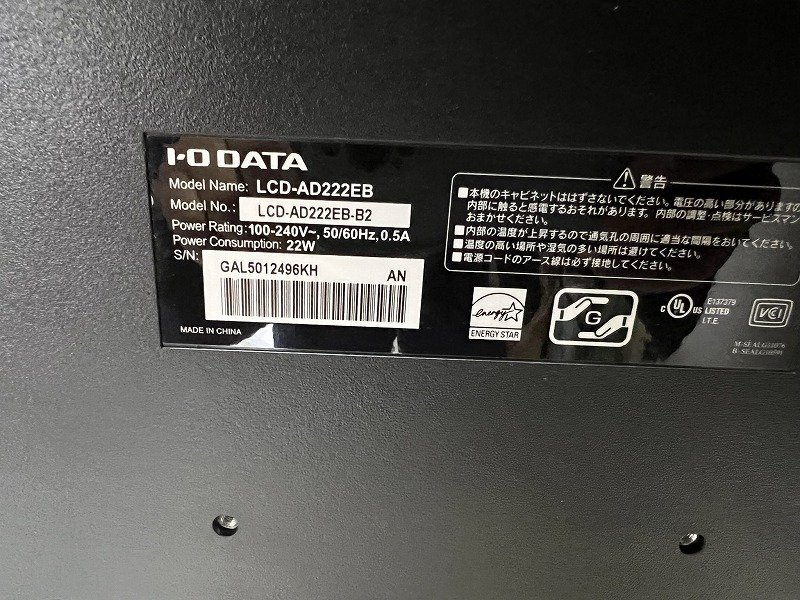 I-O DATA
Model Name: LCD-AD222EB
Model No.: LCD-AD222EB-B2
Power Rating: 100-240V~, 50/60Hz, 0.5A
Power Consumption: 22W
S/N:
GAL5012496KH AN
MADE IN CHINA
警告
■本機のキャビネットははずさないでください。電圧の高い部分がありますの
内部に触ると感電するおそれがあります。内部の調整・点検はサービスマン
おまかせください。
■内部の温度が上昇するので通気孔の周囲に適当な間隔をおいてください。
■温度の高い場所や湿気の多い場所は避けてください。
■電源コードのアース線は必ず接地してください。
energy
ENERGY STAR
G
C UL US LISTED
E137379
I.T.E.
VCI